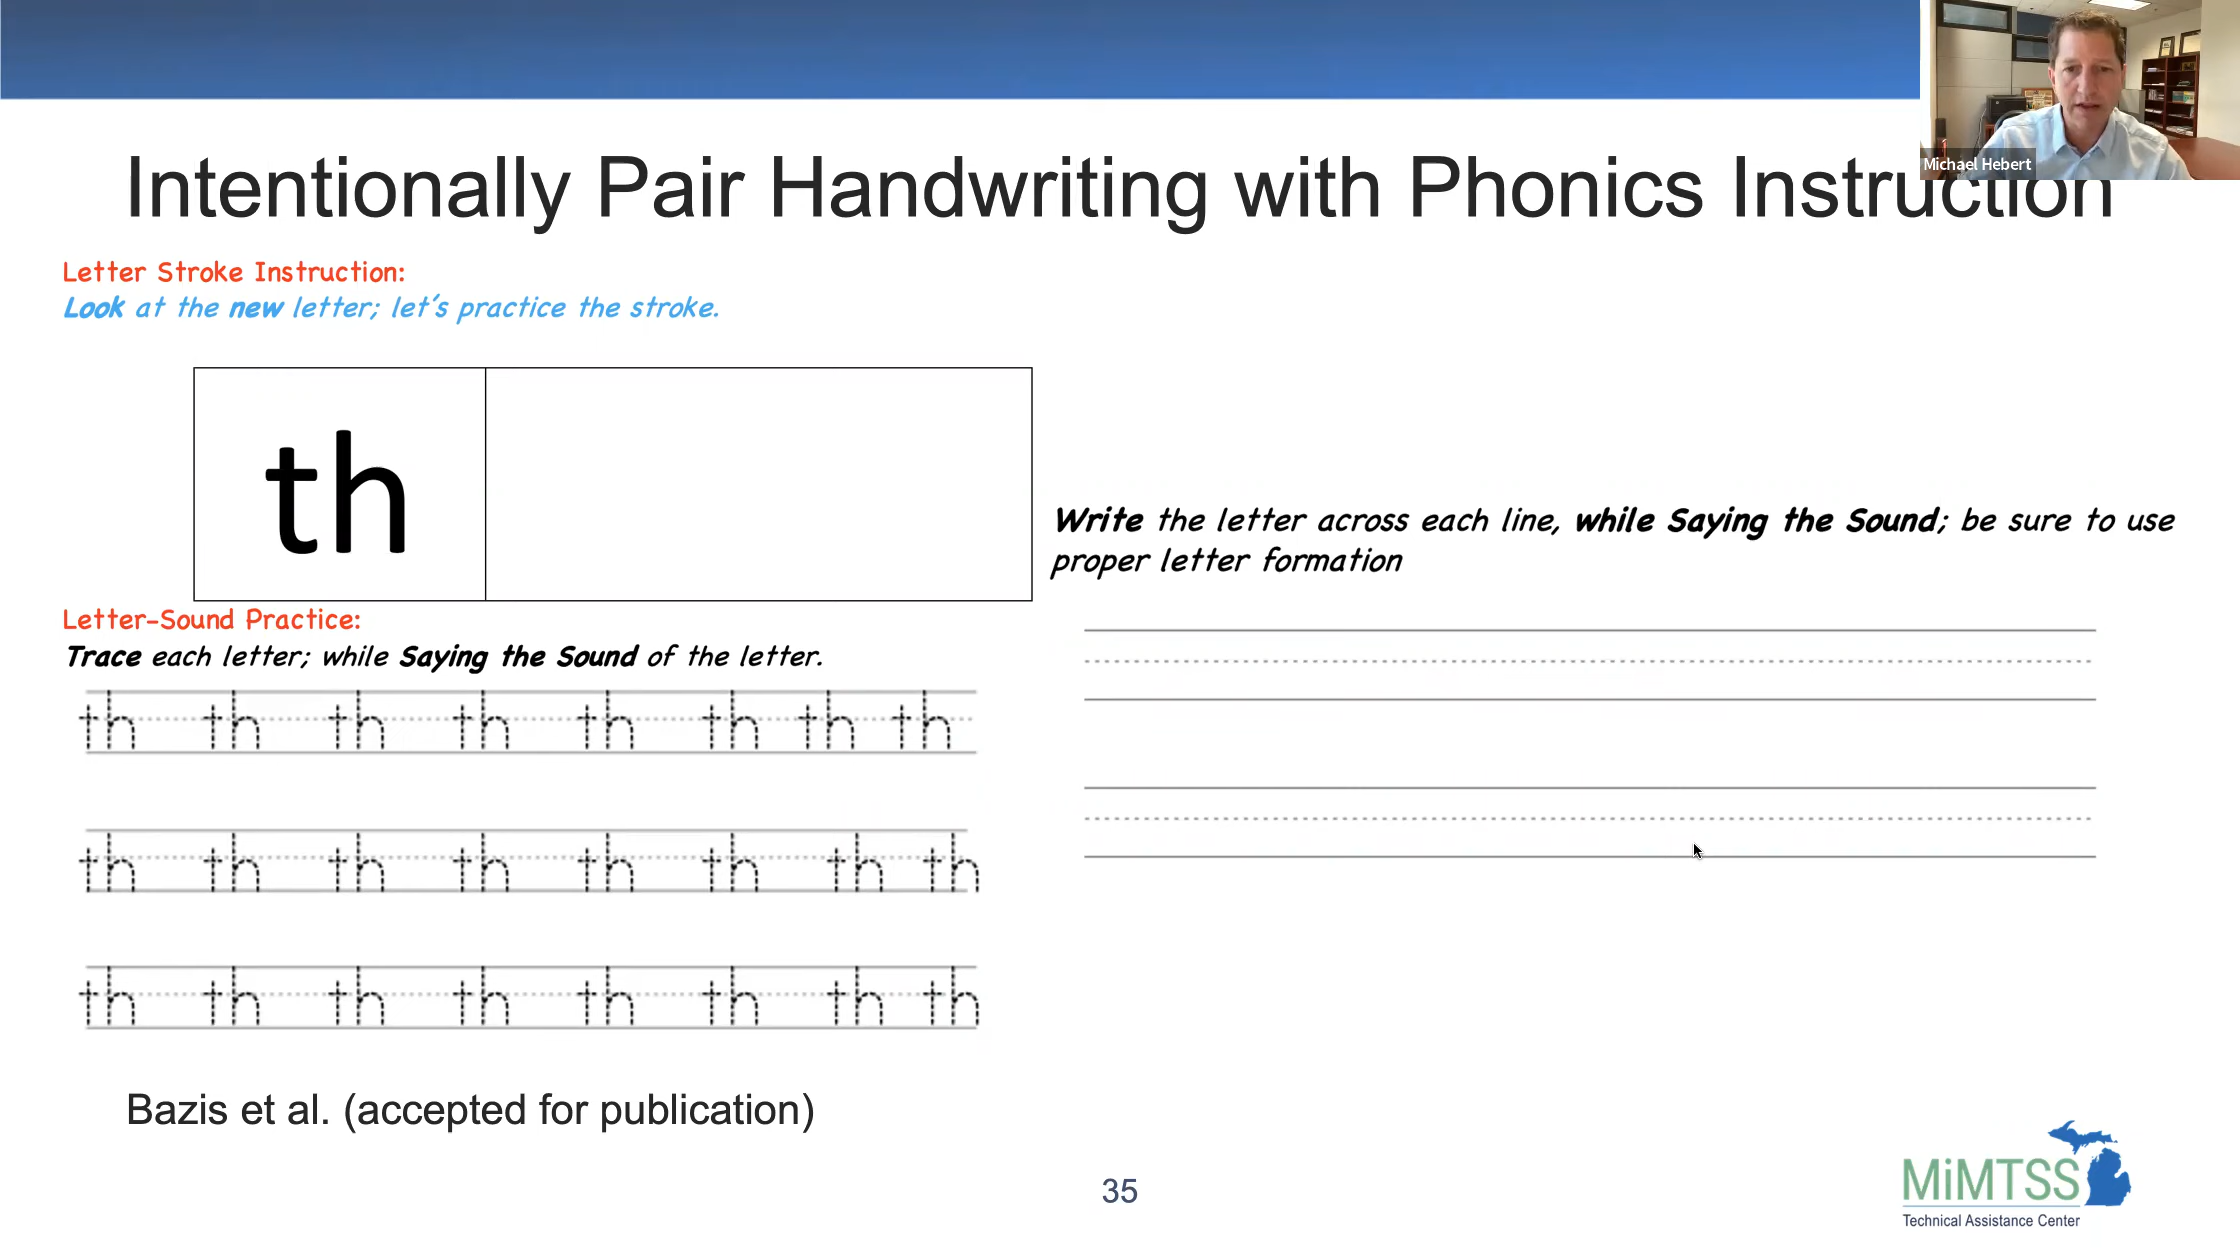 Michael Hebert
Intentionally Pair Handwriting with Phonics Instruction
Letter Stroke Instruction:
Look at the new letter; let's practice the stroke.
th
Letter-Sound Practice:
Trace each letter; while Saying the Sound of the letter.
th th th th th th th th
th th th th th th th th
th th th th th th th th
Write the letter across each line, while Saying the Sound; be sure to use
proper letter formation
Bazis et al. (accepted for publication)
35
MiMTSS
Technical Assistance Center